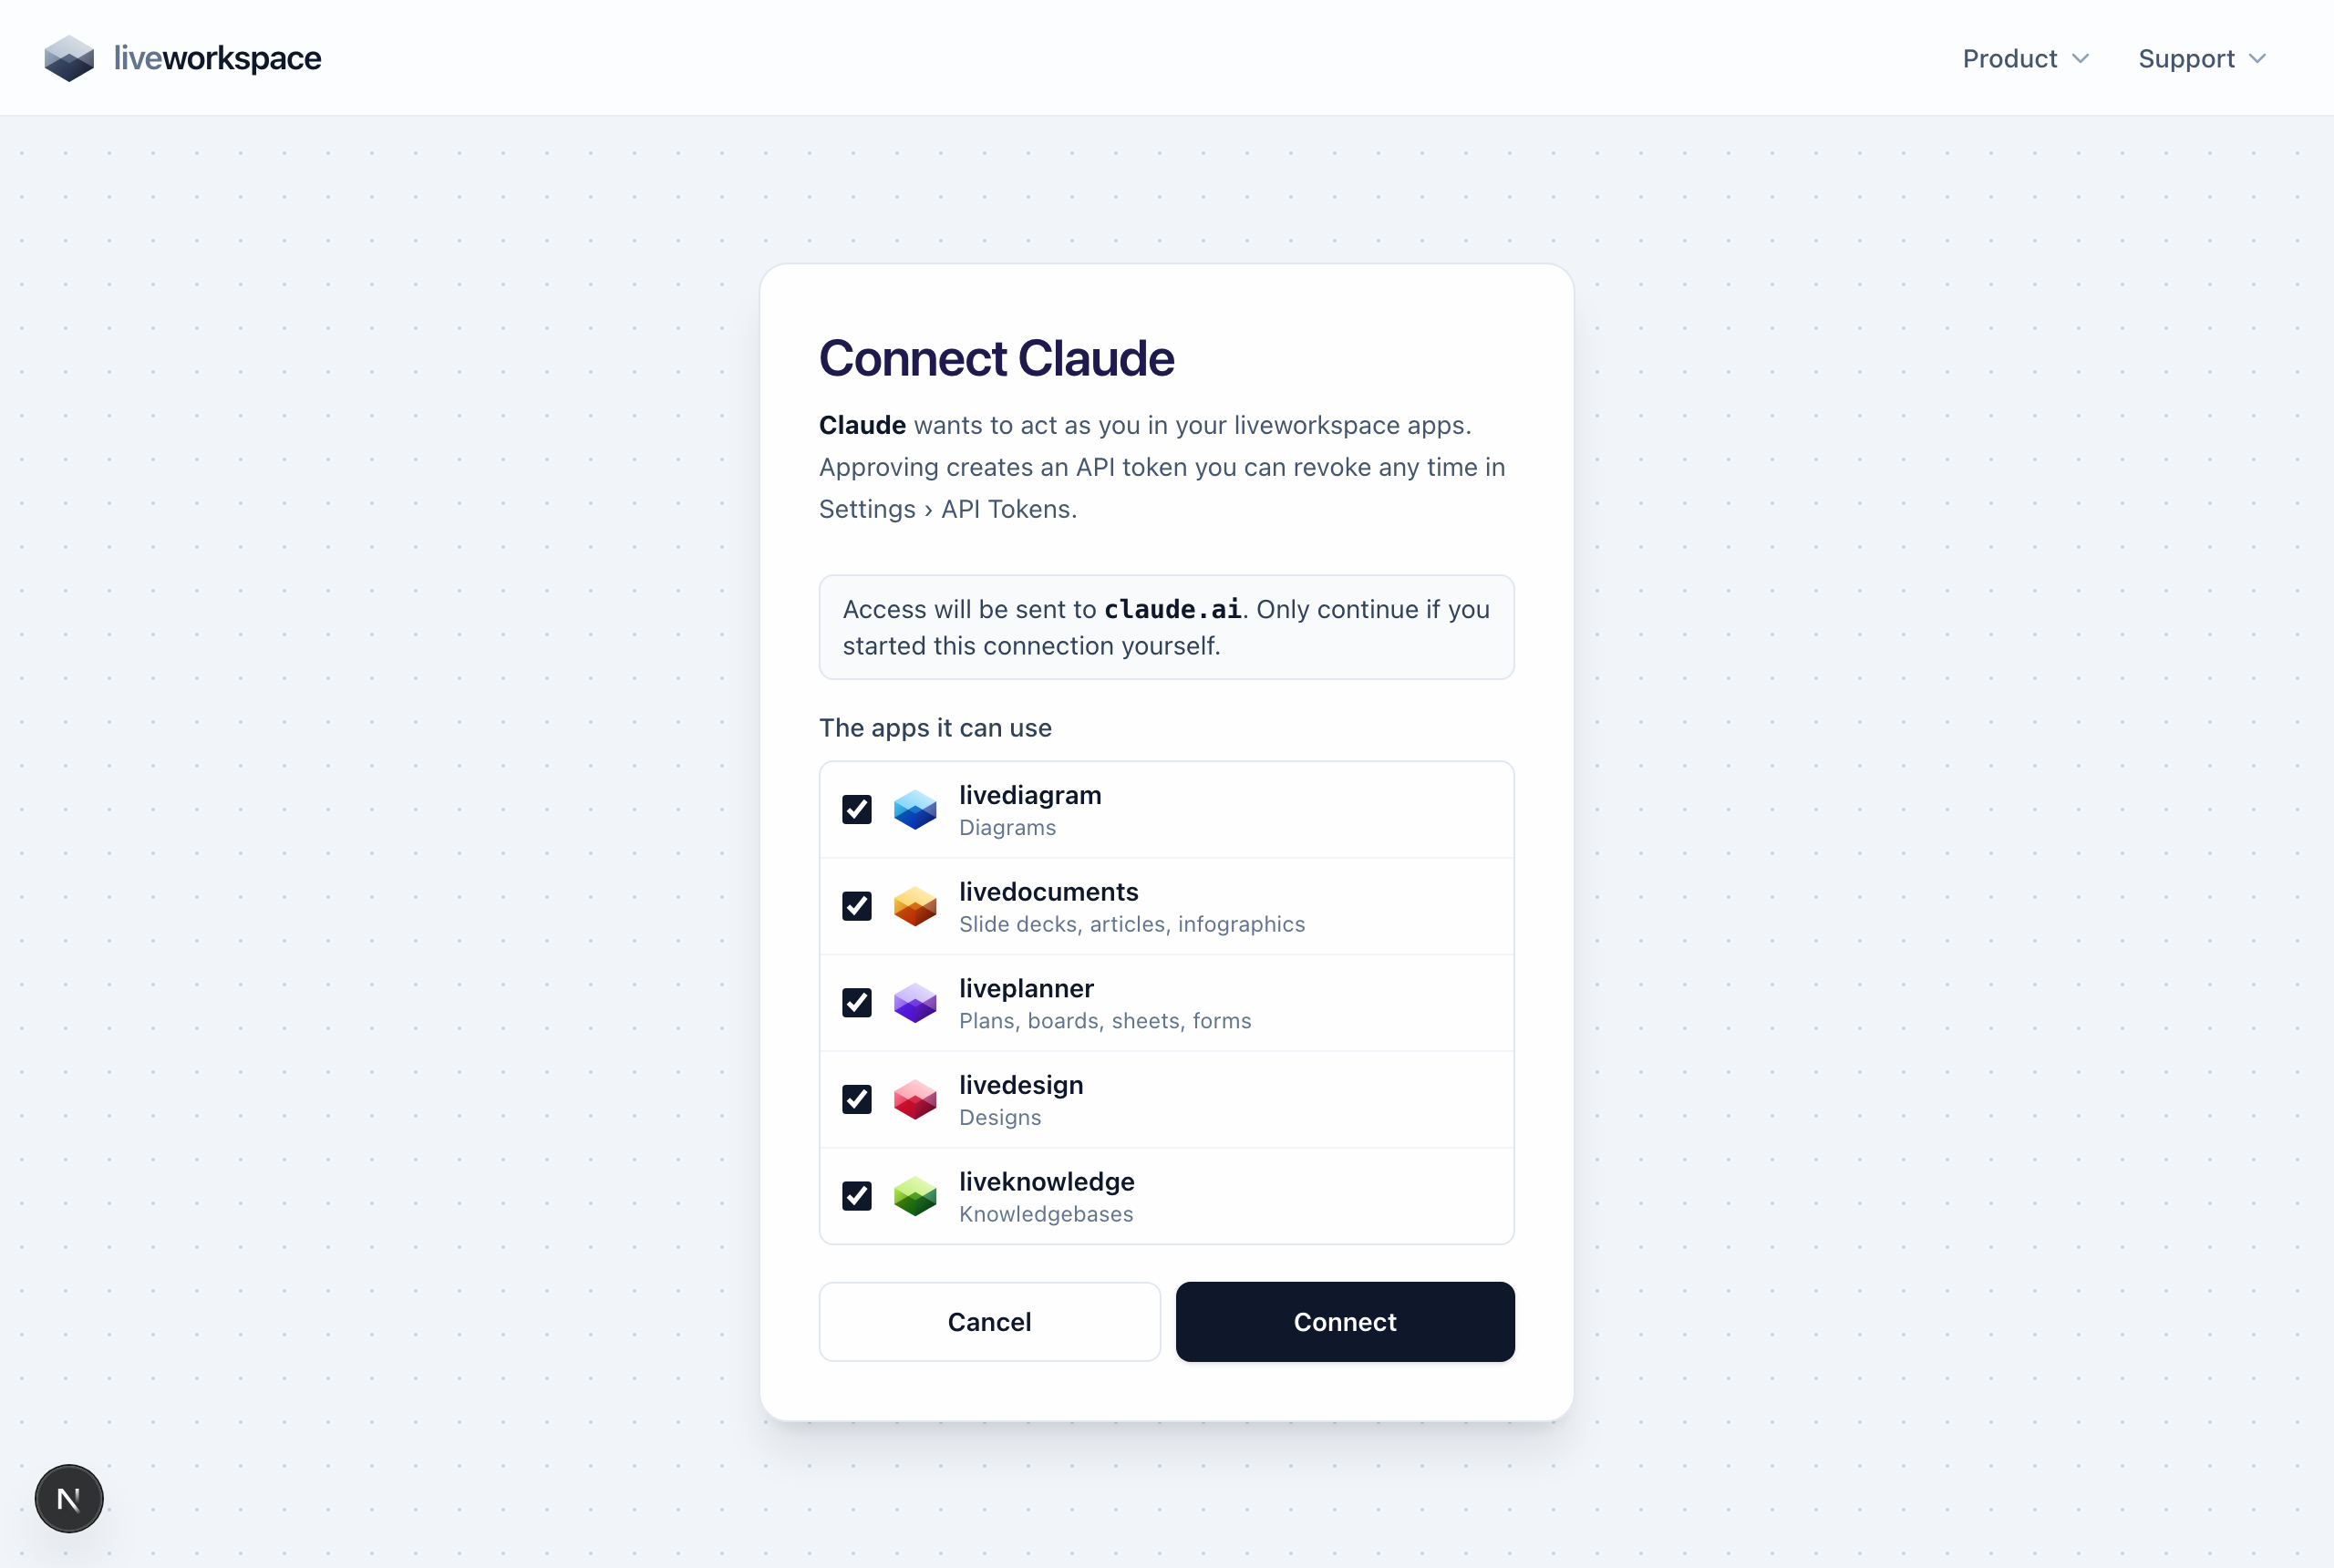 liveworkspace
Product
Support
Connect Claude
Claude wants to act as you in your liveworkspace apps.
Approving creates an API token you can revoke any time in
Settings › API Tokens.
Access will be sent to claude.ai. Only continue if you
started this connection yourself.
The apps it can use
livediagram
Diagrams
livedocuments
Slide decks, articles, infographics
liveplanner
Plans, boards, sheets, forms
livedesign
Designs
liveknowledge
Knowledgebases
Cancel
Connect
N